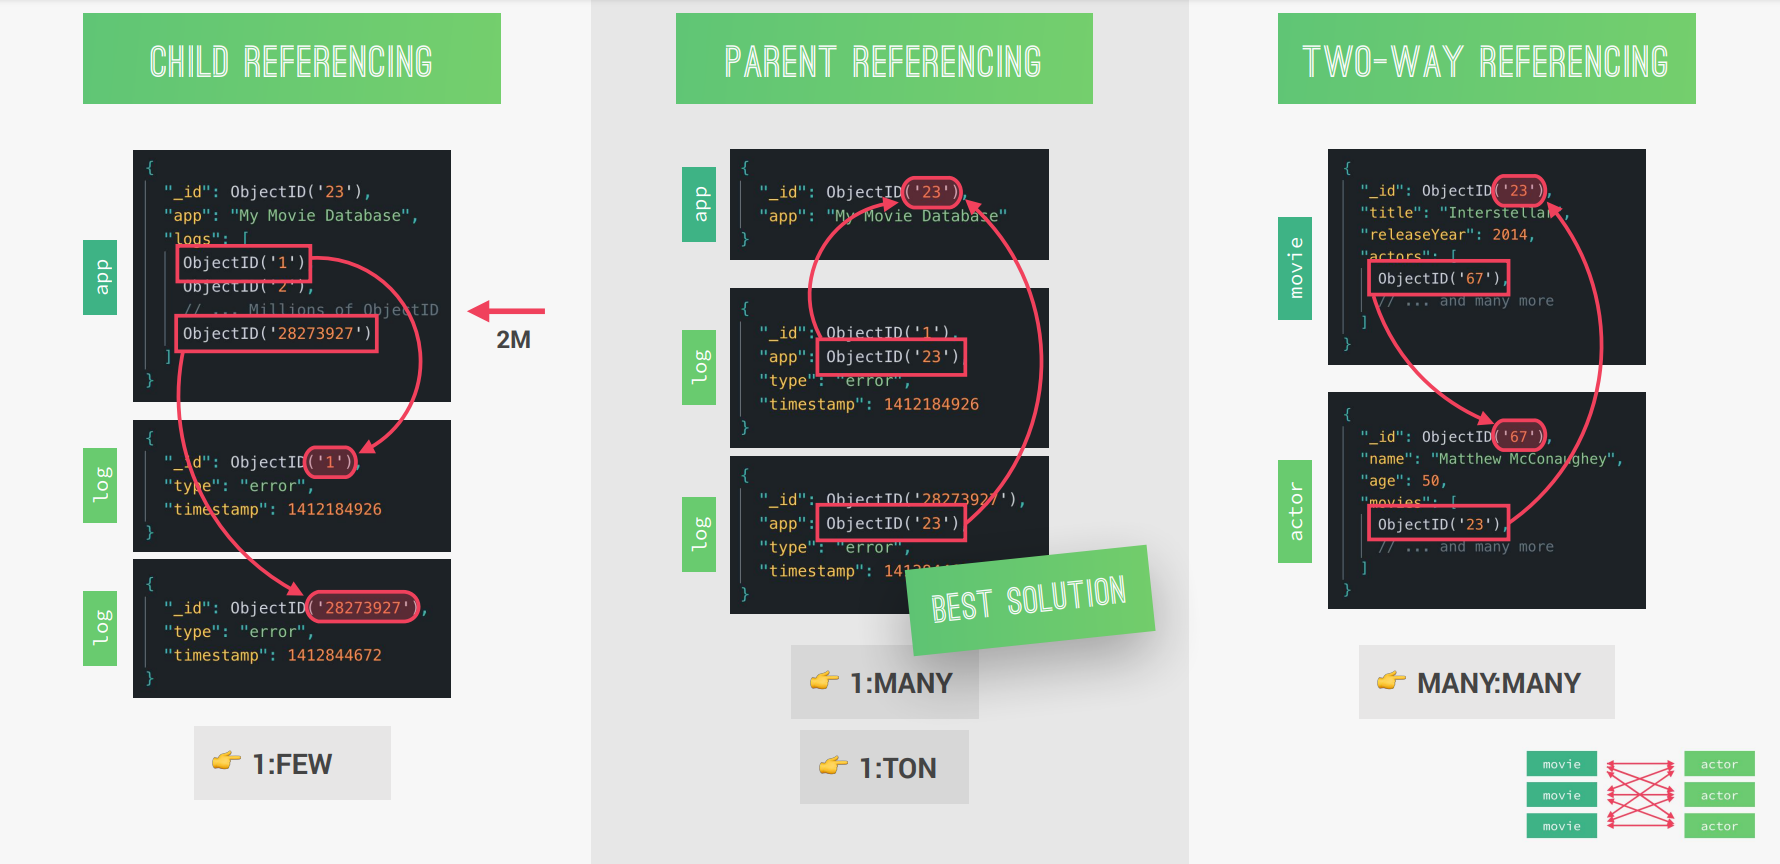 CHILD REFERENCING
app
{
"_id": ObjectID('23'),
"app": "My Movie Database",
"logs": [
ObjectID('1')
ObjectID('2'),
// ... Millions of ObjectID
ObjectID('28273927')
]
}
2M
log
{
"_id": ObjectID('1'),
"type": "error",
"timestamp": 1412184926
}
log
{
"_id": ObjectID('28273927'),
"type": "error",
"timestamp": 1412844672
}
👉 1:FEW
PARENT REFERENCING
app
{
"_id": ObjectID('23'),
"app": "My Movie Database"
}
log
{
"_id": ObjectID('1'),
"app": ObjectID('23')
"type": "error",
"timestamp": 1412184926
}
log
{
"_id": ObjectID('28273927'),
"app": ObjectID('23')
"type": "error",
"timestamp":
}
BEST SOLUTION
👉 1:MANY
👉 1:TON
TWO-WAY REFERENCING
movie
{
"_id": ObjectID('23'),
"title": "Interstellar",
"releaseYear": 2014,
"actors": [
ObjectID('67'),
// ... and many more
]
}
actor
{
"_id": ObjectID('67'),
"name": "Matthew McConaughey",
"age": 50,
"movies": [
ObjectID('23'),
// ... and many more
]
}
👉 MANY:MANY
movie actor
movie actor
movie actor